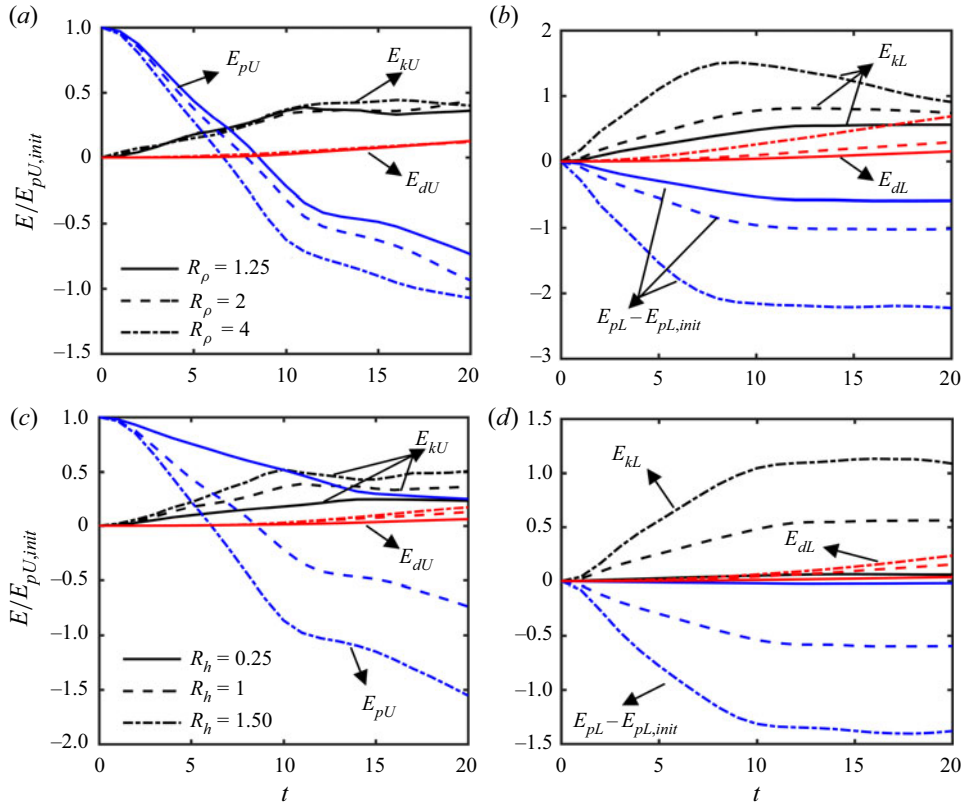 (a)
1.0
0.5
0
−0.5
−1.0
−1.5
E/E_{pU,init}
E_{pU}
E_{kU}
E_{dU}
R_ρ = 1.25
R_ρ = 2
R_ρ = 4
0 5 10 15 20
(b)
2
1
0
−1
−2
−3
E_{kL}
E_{dL}
E_{pL} − E_{pL,init}
0 5 10 15 20
(c)
1.0
0.5
0
−0.5
−1.0
−1.5
−2.0
E/E_{pU,init}
E_{kU}
E_{dU}
E_{pU}
R_h = 0.25
R_h = 1
R_h = 1.50
0 5 10 15 20
t
(d)
1.5
1.0
0.5
0
−0.5
−1.0
−1.5
E_{kL}
E_{dL}
E_{pL} − E_{pL,init}
0 5 10 15 20
t